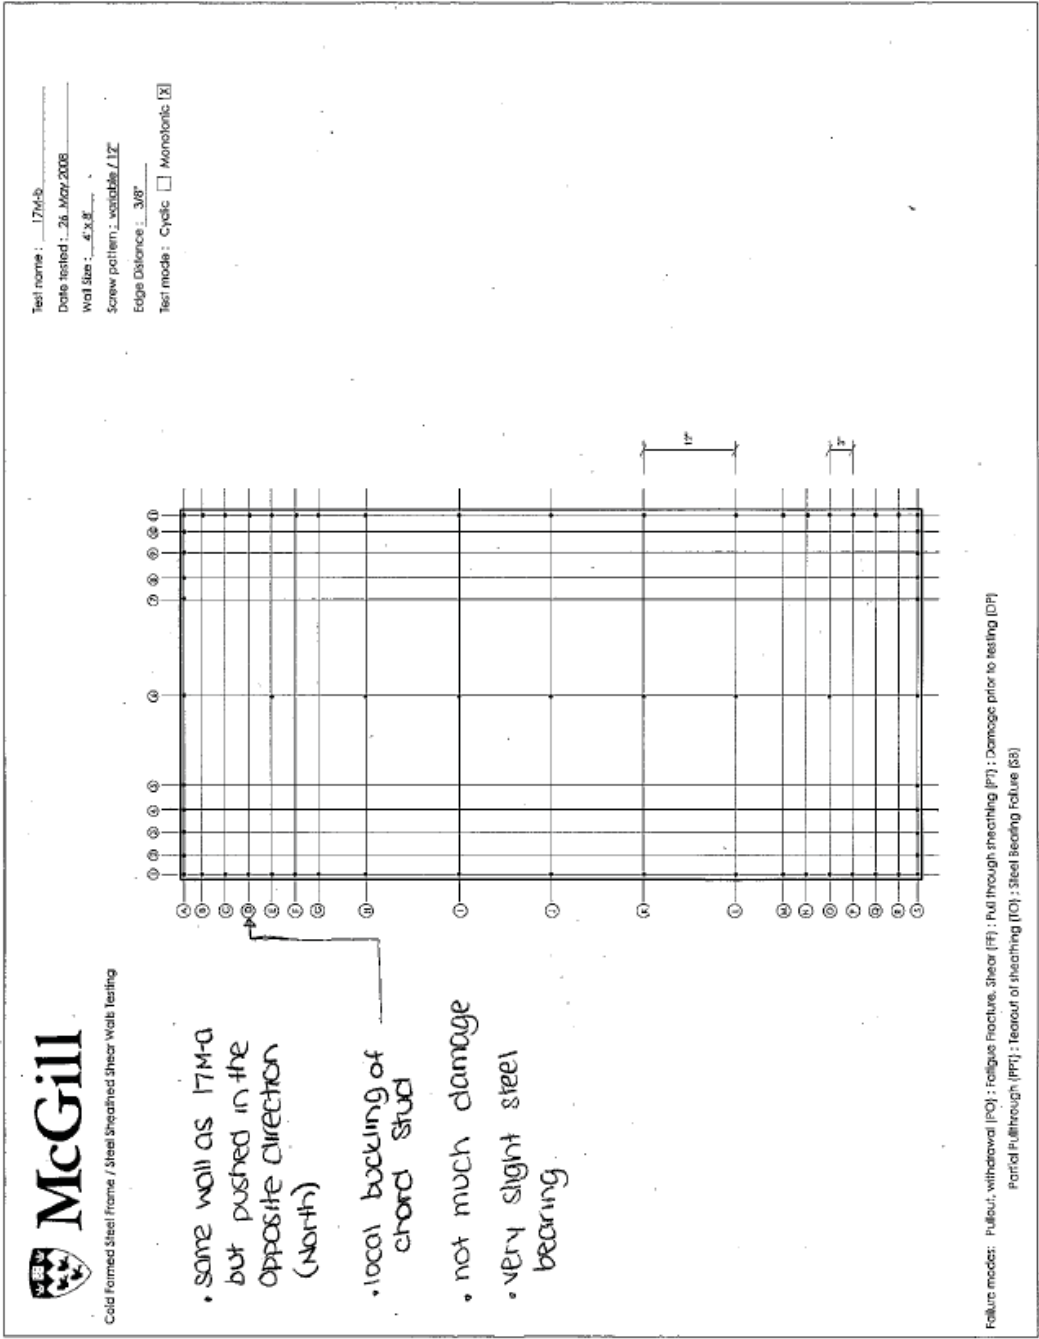 McGill
Cold Formed Steel Frame / Steel Sheathed Shear Walls Testing
Test name : 17M-b
Date tested : 26 May 2008
Wall Size : 4' x 8'
Screw pattern : variable / 12"
Edge Distance : 3/8"
Test mode : Cyclic Monotonic X
• same wall as 17M-a
but pushed in the
opposite direction
(North)
• local buckling of
chord stud
• not much damage
• very slight steel
bearing
A
B
C
D
E
F
G
H
I
J
K
L
M
N
O
P
Q
R
S
12"
3"
Failure modes: Pullout, withdrawal (PO) ; Fatigue Fracture, Shear (FF) ; Pull through sheathing (PT) ; Damage prior to testing (DP)
Partial Pullthrough (PPT) ; Tearout of sheathing (TO) ; Steel Bearing Failure (SB)